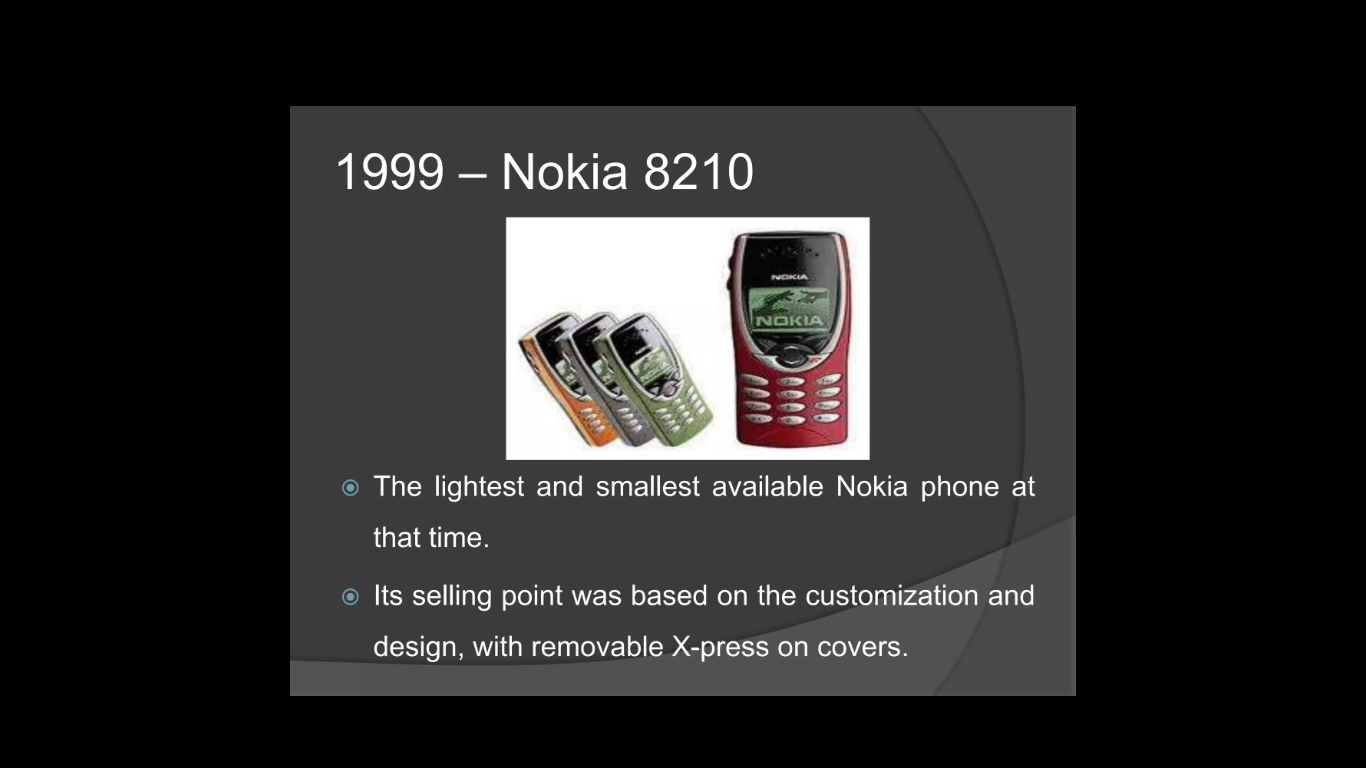 1999 – Nokia 8210
NOKIA
NOKIA
The lightest and smallest available Nokia phone at
that time.
Its selling point was based on the customization and
design, with removable X-press on covers.